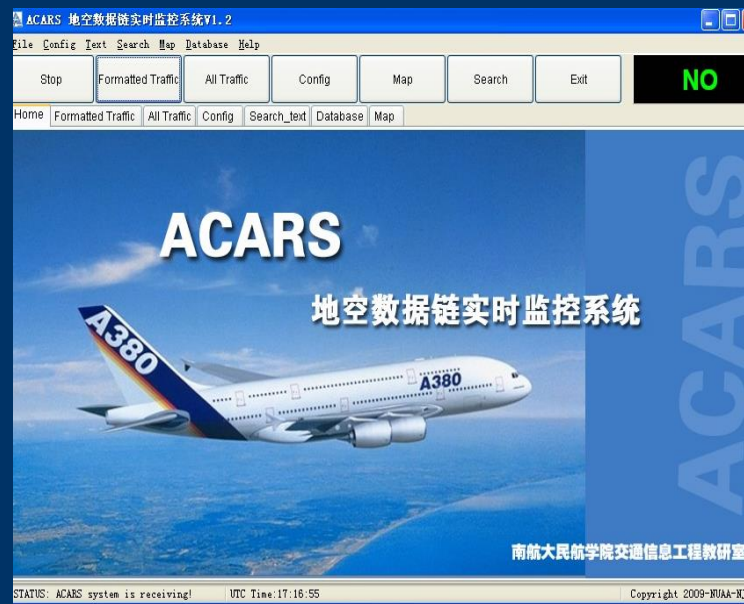 ACARS 地空数据链实时监控系统V1.2
File Config Text Search Map Database Help
Stop Formatted Traffic All Traffic Config Map Search Exit NO
Home Formatted Traffic All Traffic Config Search_text Database Map
ACARS
地空数据链实时监控系统
A380
A380
ACARS
南航大民航学院交通信息工程教研室
STATUS: ACARS system is receiving! UTC Time:17:16:55 Copyright 2009-NUAA-NJ